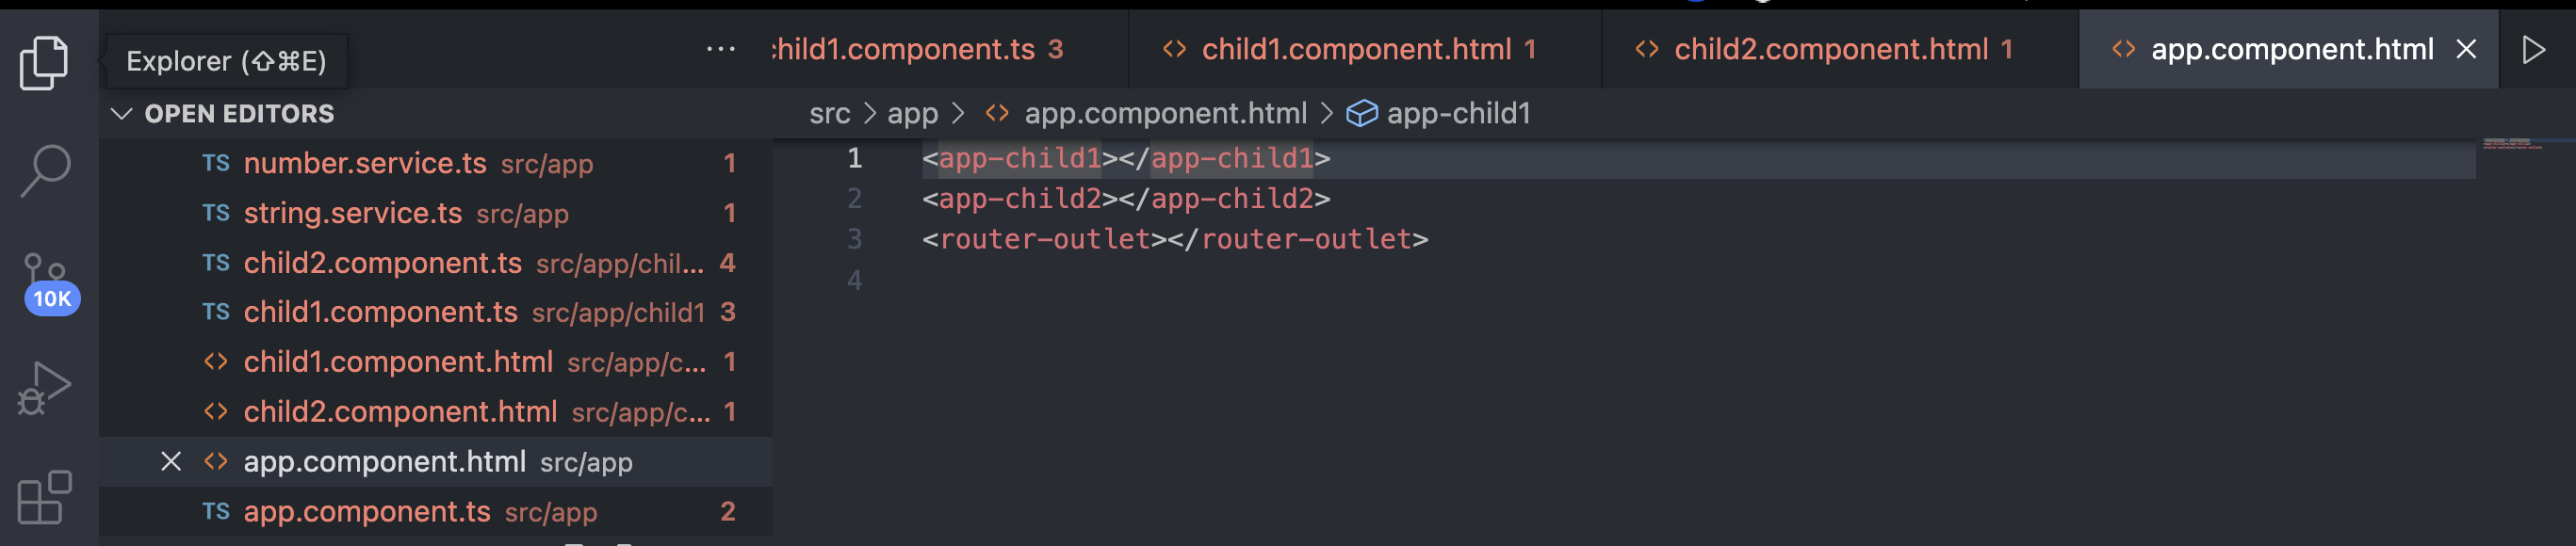 Explorer (⇧⌘E)
...
hild1.component.ts 3
child1.component.html 1
child2.component.html 1
app.component.html
OPEN EDITORS
src > app > app.component.html > app-child1
TS number.service.ts src/app 1
TS string.service.ts src/app 1
TS child2.component.ts src/app/chil... 4
TS child1.component.ts src/app/child1 3
child1.component.html src/app/c... 1
child2.component.html src/app/c... 1
app.component.html src/app
TS app.component.ts src/app 2
10K
1 <app-child1></app-child1>
2 <app-child2></app-child2>
3 <router-outlet></router-outlet>
4